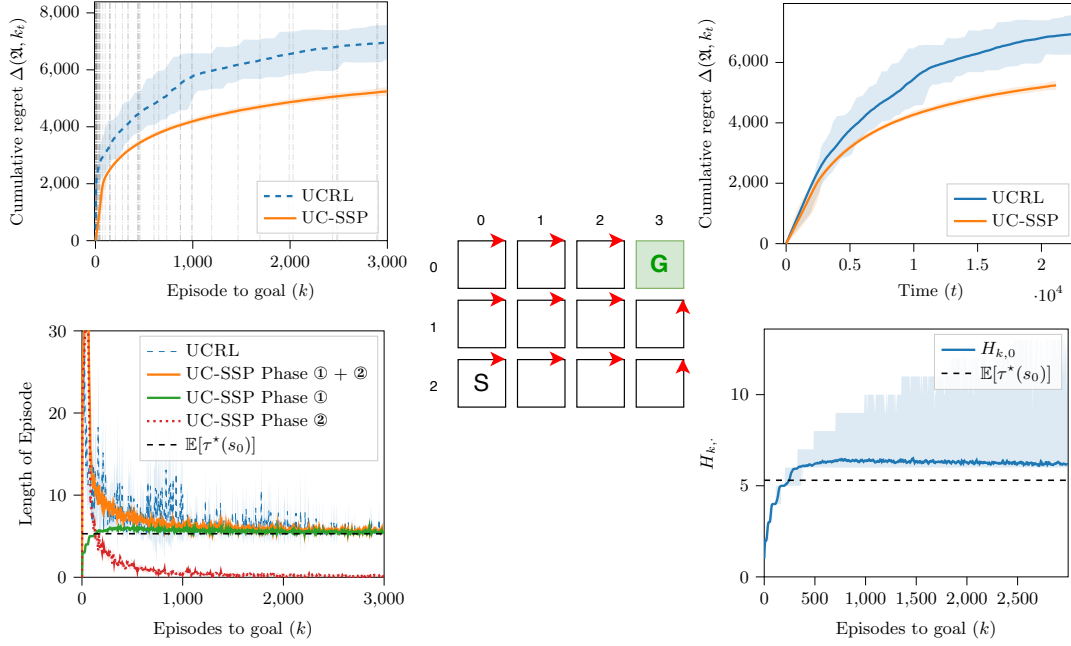 Cumulative regret Δ(𝔄, k_t)
8,000
6,000
4,000
2,000
0
UCRL
UC-SSP
0
1,000
2,000
3,000
Episode to goal (k)
Cumulative regret Δ(𝔄, k_t)
6,000
4,000
2,000
0
UCRL
UC-SSP
0
0.5
1
1.5
2
·10⁴
Time (t)
0 1 2 3
0 G
1
2 S
Length of Episode
30
20
10
0
UCRL
UC-SSP Phase ① + ②
UC-SSP Phase ①
UC-SSP Phase ②
𝔼[τ⋆(s₀)]
0
1,000
2,000
3,000
Episodes to goal (k)
H_{k,·}
10
5
0
H_{k,0}
𝔼[τ⋆(s₀)]
0
500
1,000
1,500
2,000
2,500
Episodes to goal (k)